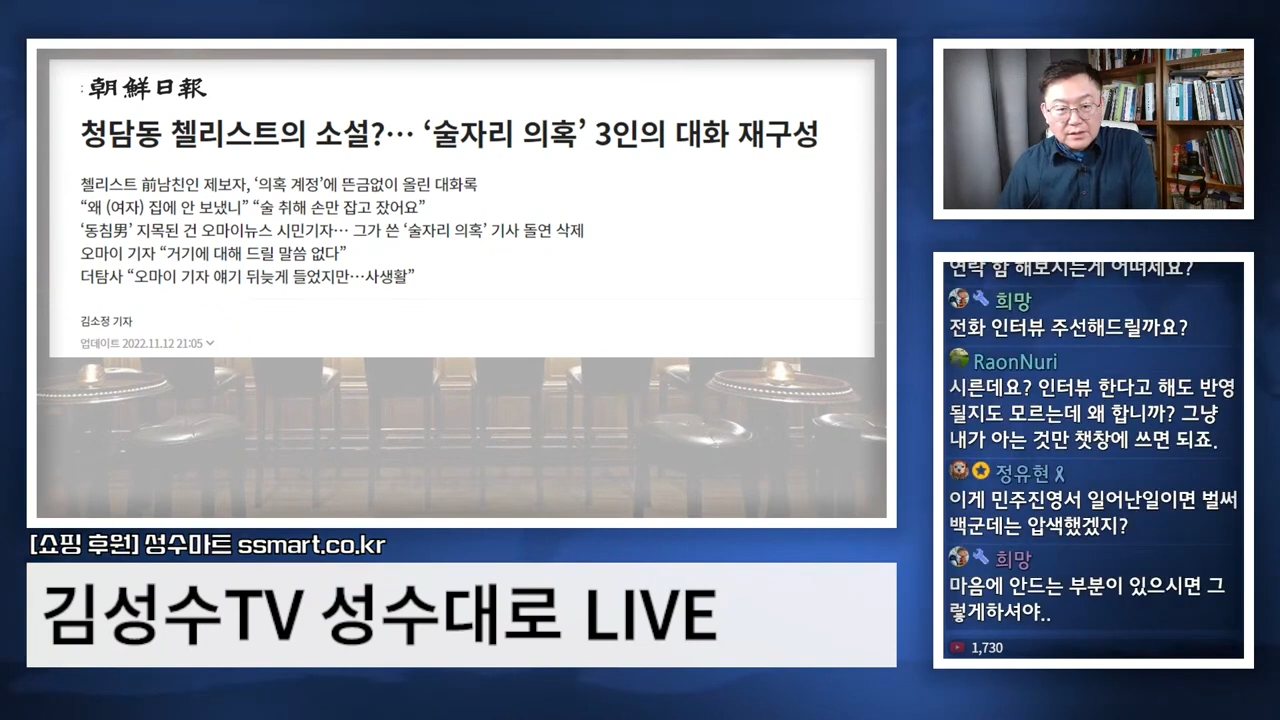 朝鮮日報
청담동 첼리스트의 소설?… ‘술자리 의혹’ 3인의 대화 재구성
첼리스트 前남친인 제보자, ‘의혹 계정’에 뜬금없이 올린 대화록
“왜 (여자) 집에 안 보냈니” “술 취해 손만 잡고 잤어요”
‘동침男’ 지목된 건 오마이뉴스 시민기자… 그가 쓴 ‘술자리 의혹’ 기사 돌연 삭제
오마이 기자 “거기에 대해 드릴 말씀 없다”
더탐사 “오마이 기자 얘기 뒤늦게 들었지만…사생활”
김소정 기자
업데이트 2022.11.12 21:05
[쇼핑 후원] 성수마트 ssmart.co.kr
김성수TV 성수대로 LIVE
연락 함 해보시는게 어떠세요?
희망
전화 인터뷰 주선해드릴까요?
RaonNuri
시른데요? 인터뷰 한다고 해도 반영
될지도 모르는데 왜 합니까? 그냥
내가 아는 것만 챗창에 쓰면 되죠.
정유현🎗
이게 민주진영서 일어난일이면 벌써
백군데는 압색했겠지?
희망
마음에 안드는 부분이 있으시면 그
렇게하셔야..
1,730